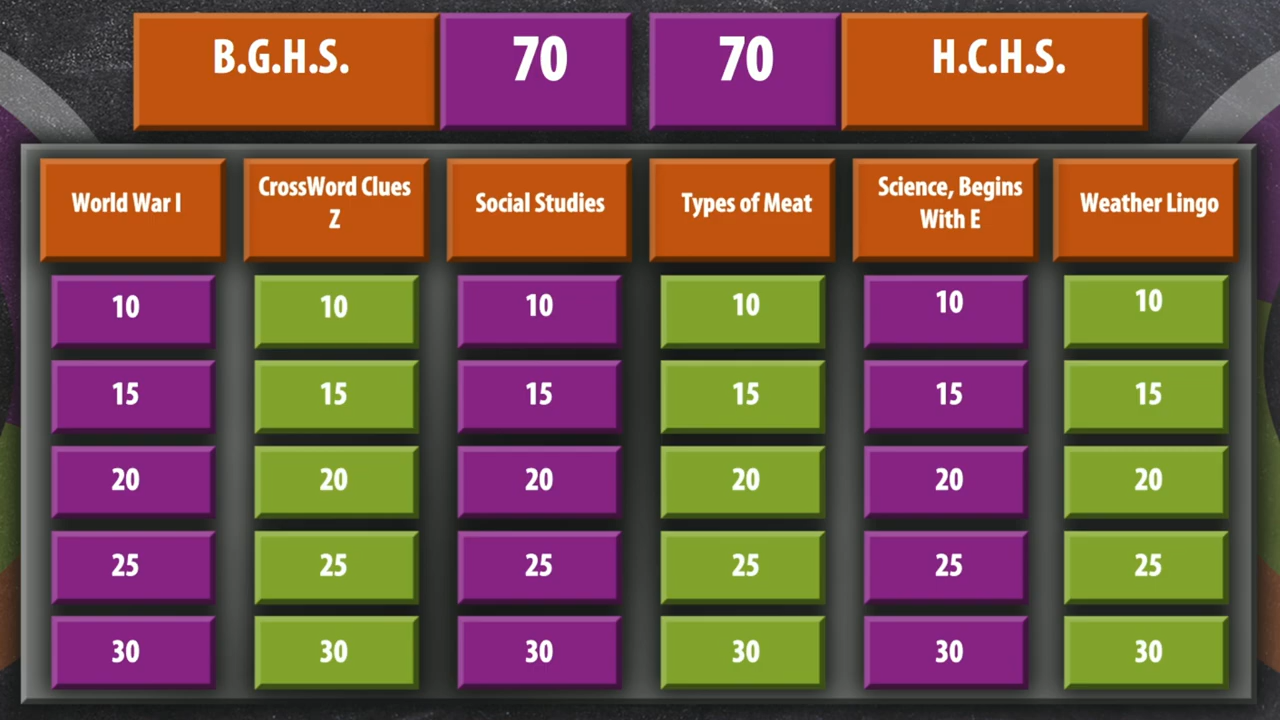 B.G.H.S. 70 70 H.C.H.S.
World War I
CrossWord Clues
Z
Social Studies
Types of Meat
Science, Begins
With E
Weather Lingo
10 10 10 10 10 10
15 15 15 15 15 15
20 20 20 20 20 20
25 25 25 25 25 25
30 30 30 30 30 30